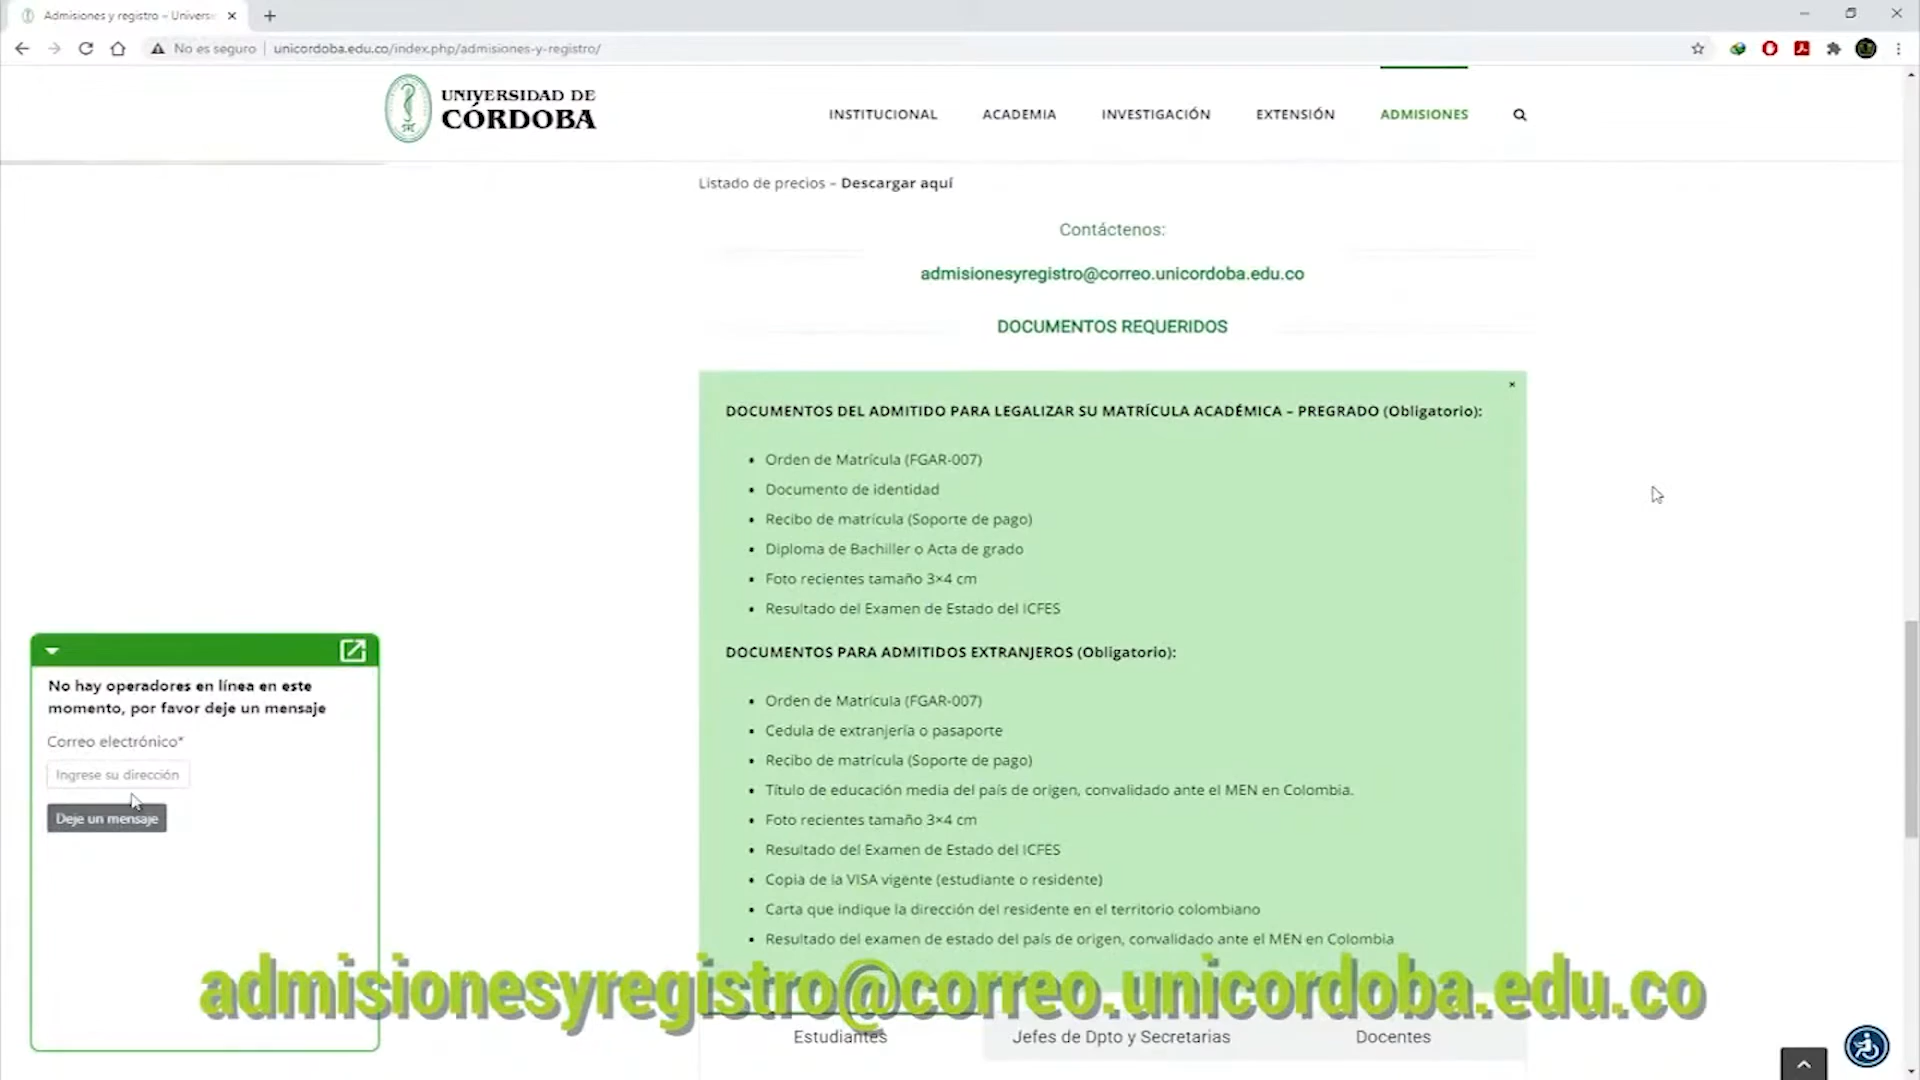 Admisiones y registro – Univers
No es seguro
unicordoba.edu.co/index.php/admisiones-y-registro/
UNIVERSIDAD DE
CÓRDOBA
INSTITUCIONAL
ACADEMIA
INVESTIGACIÓN
EXTENSIÓN
ADMISIONES
Listado de precios – Descargar aquí
Contáctenos:
admisionesyregistro@correo.unicordoba.edu.co
DOCUMENTOS REQUERIDOS
DOCUMENTOS DEL ADMITIDO PARA LEGALIZAR SU MATRÍCULA ACADÉMICA – PREGRADO (Obligatorio):
• Orden de Matrícula (FGAR-007)
• Documento de identidad
• Recibo de matrícula (Soporte de pago)
• Diploma de Bachiller o Acta de grado
• Foto recientes tamaño 3×4 cm
• Resultado del Examen de Estado del ICFES
DOCUMENTOS PARA ADMITIDOS EXTRANJEROS (Obligatorio):
• Orden de Matrícula (FGAR-007)
• Cedula de extranjería o pasaporte
• Recibo de matrícula (Soporte de pago)
• Título de educación media del país de origen, convalidado ante el MEN en Colombia.
• Foto recientes tamaño 3×4 cm
• Resultado del Examen de Estado del ICFES
• Copia de la VISA vigente (estudiante o residente)
• Carta que indique la dirección del residente en el territorio colombiano
• Resultado del examen de estado del país de origen, convalidado ante el MEN en Colombia
No hay operadores en línea en este
momento, por favor deje un mensaje
Correo electrónico*
Ingrese su dirección
Deje un mensaje
admisionesyregistro@correo.unicordoba.edu.co
Estudiantes
Jefes de Dpto y Secretarias
Docentes